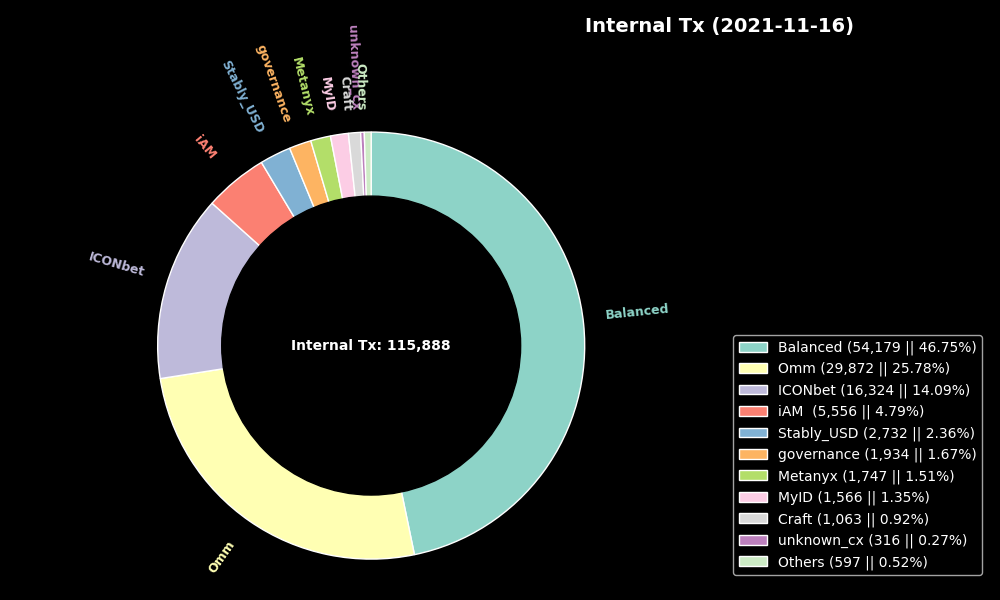 Internal Tx (2021-11-16)
unknown_cx
Others
Craft
MyID
Metanyx
governance
Stably_USD
iAM
ICONbet
Balanced
Omm
Internal Tx: 115,888
Balanced (54,179 || 46.75%)
Omm (29,872 || 25.78%)
ICONbet (16,324 || 14.09%)
iAM  (5,556 || 4.79%)
Stably_USD (2,732 || 2.36%)
governance (1,934 || 1.67%)
Metanyx (1,747 || 1.51%)
MyID (1,566 || 1.35%)
Craft (1,063 || 0.92%)
unknown_cx (316 || 0.27%)
Others (597 || 0.52%)